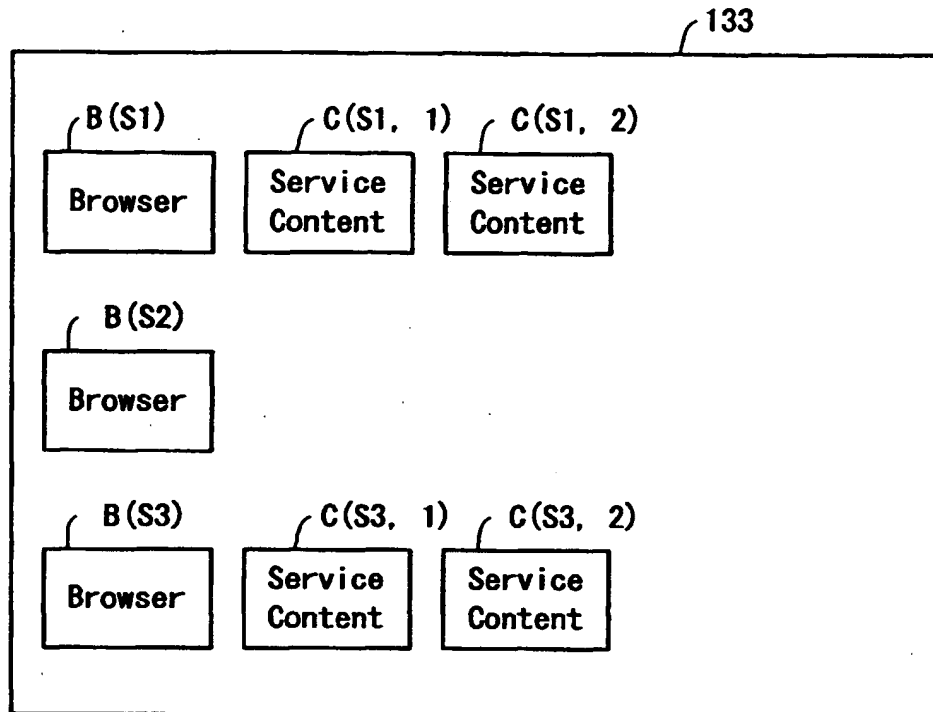 133
B(S1) C(S1, 1) C(S1, 2)
Browser
Service
Content
Service
Content
B(S2)
Browser
B(S3) C(S3, 1) C(S3, 2)
Browser
Service
Content
Service
Content